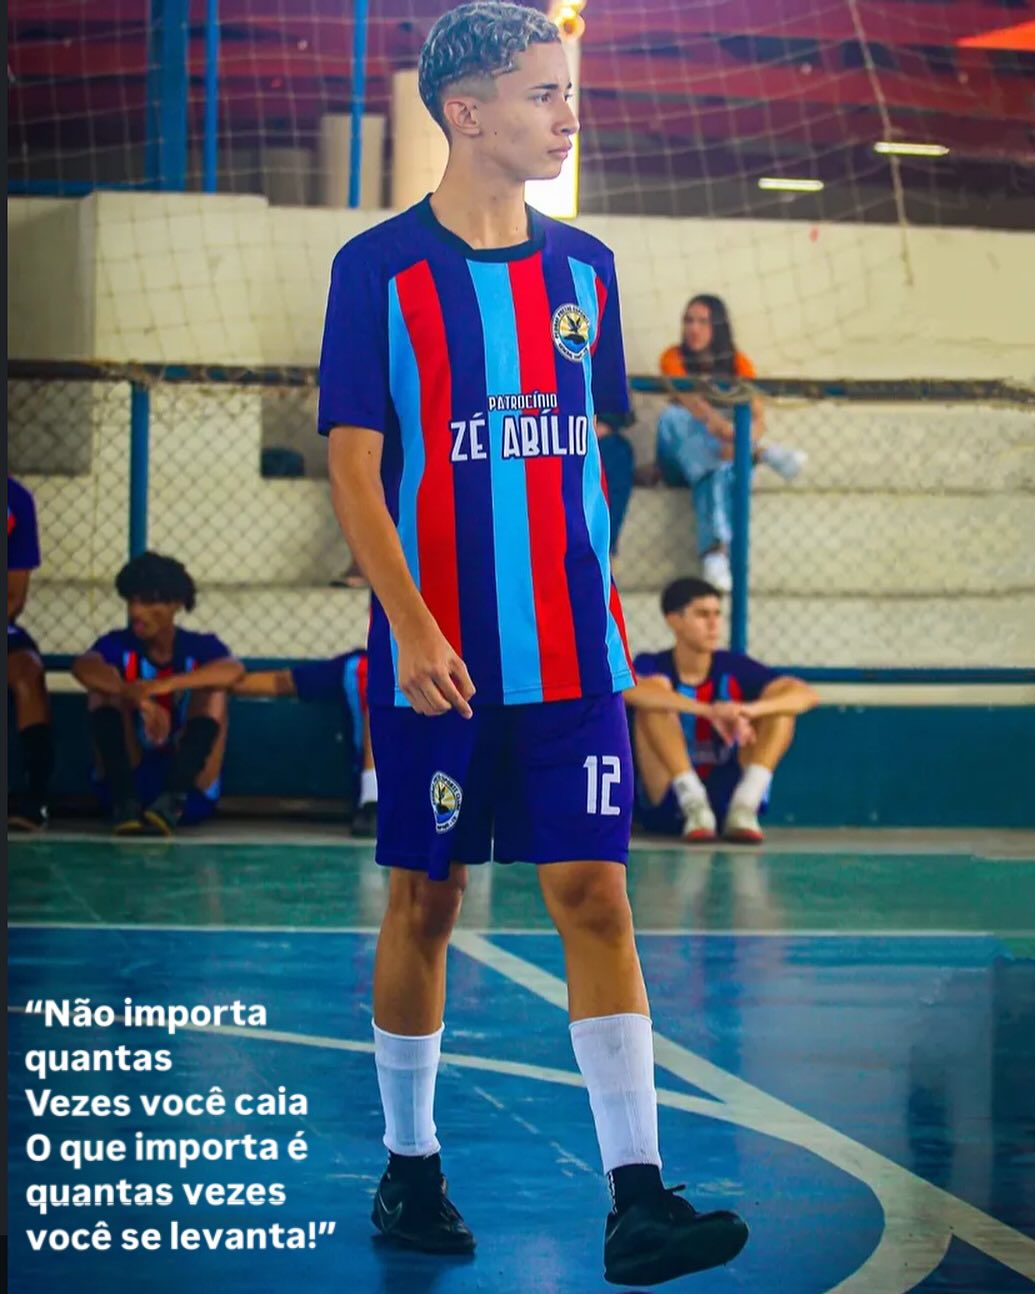 PATROCÍNIO
ZÉ ABÍLIO
12
“Não importa
quantas
Vezes você caia
O que importa é
quantas vezes
você se levanta!”